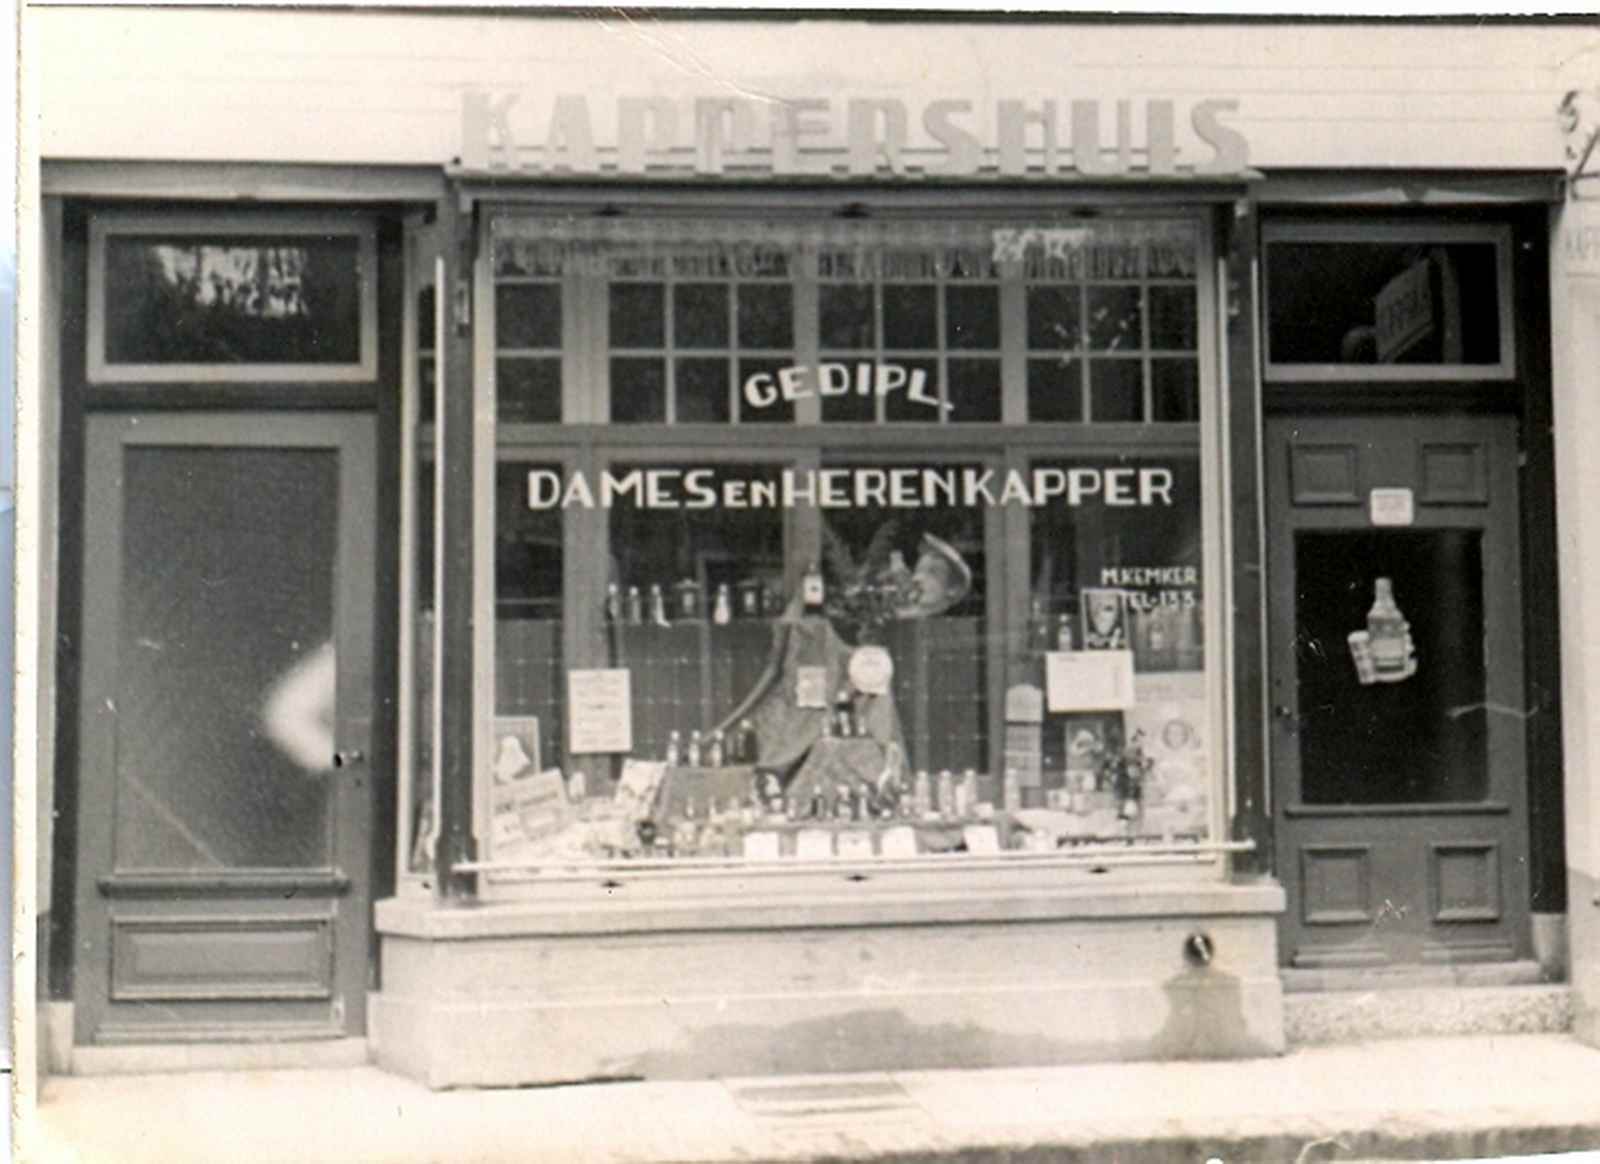 KAPPERSHUIS
GEDIPL.
DAMES EN HERENKAPPER
M. KEMKER
TEL-133